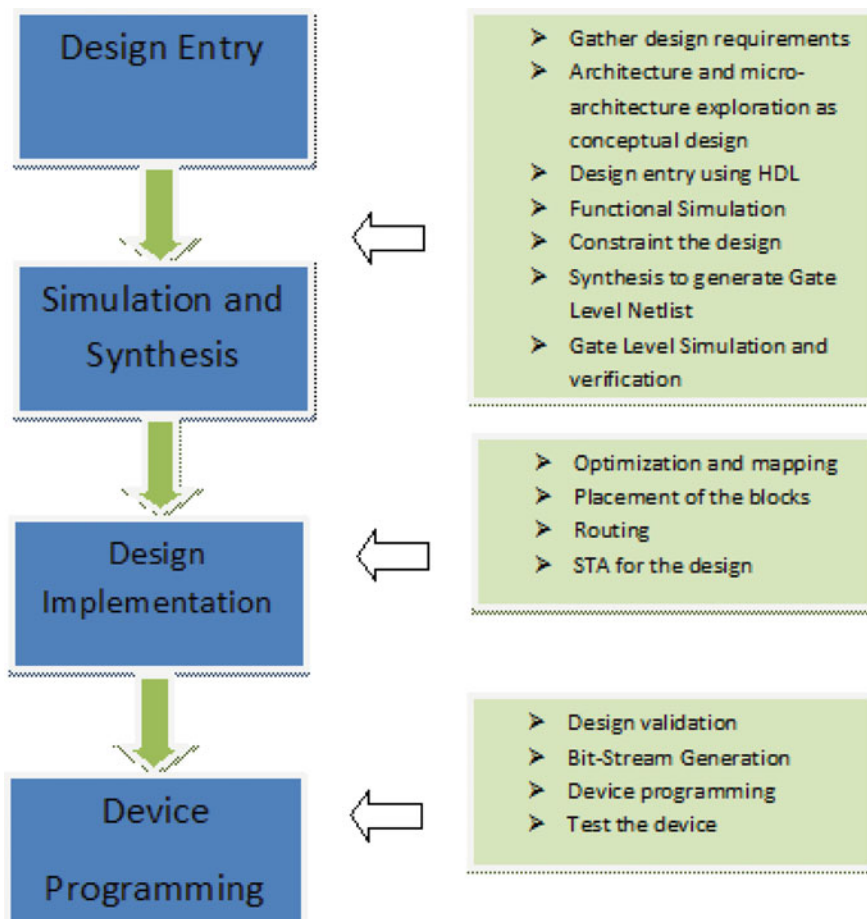 Design Entry
➤ Gather design requirements
➤ Architecture and micro-
architecture exploration as
conceptual design
➤ Design entry using HDL
➤ Functional Simulation
➤ Constraint the design
➤ Synthesis to generate Gate
Level Netlist
➤ Gate Level Simulation and
verification
Simulation and
Synthesis
➤ Optimization and mapping
➤ Placement of the blocks
➤ Routing
➤ STA for the design
Design
Implementation
➤ Design validation
➤ Bit-Stream Generation
➤ Device programming
➤ Test the device
Device
Programming